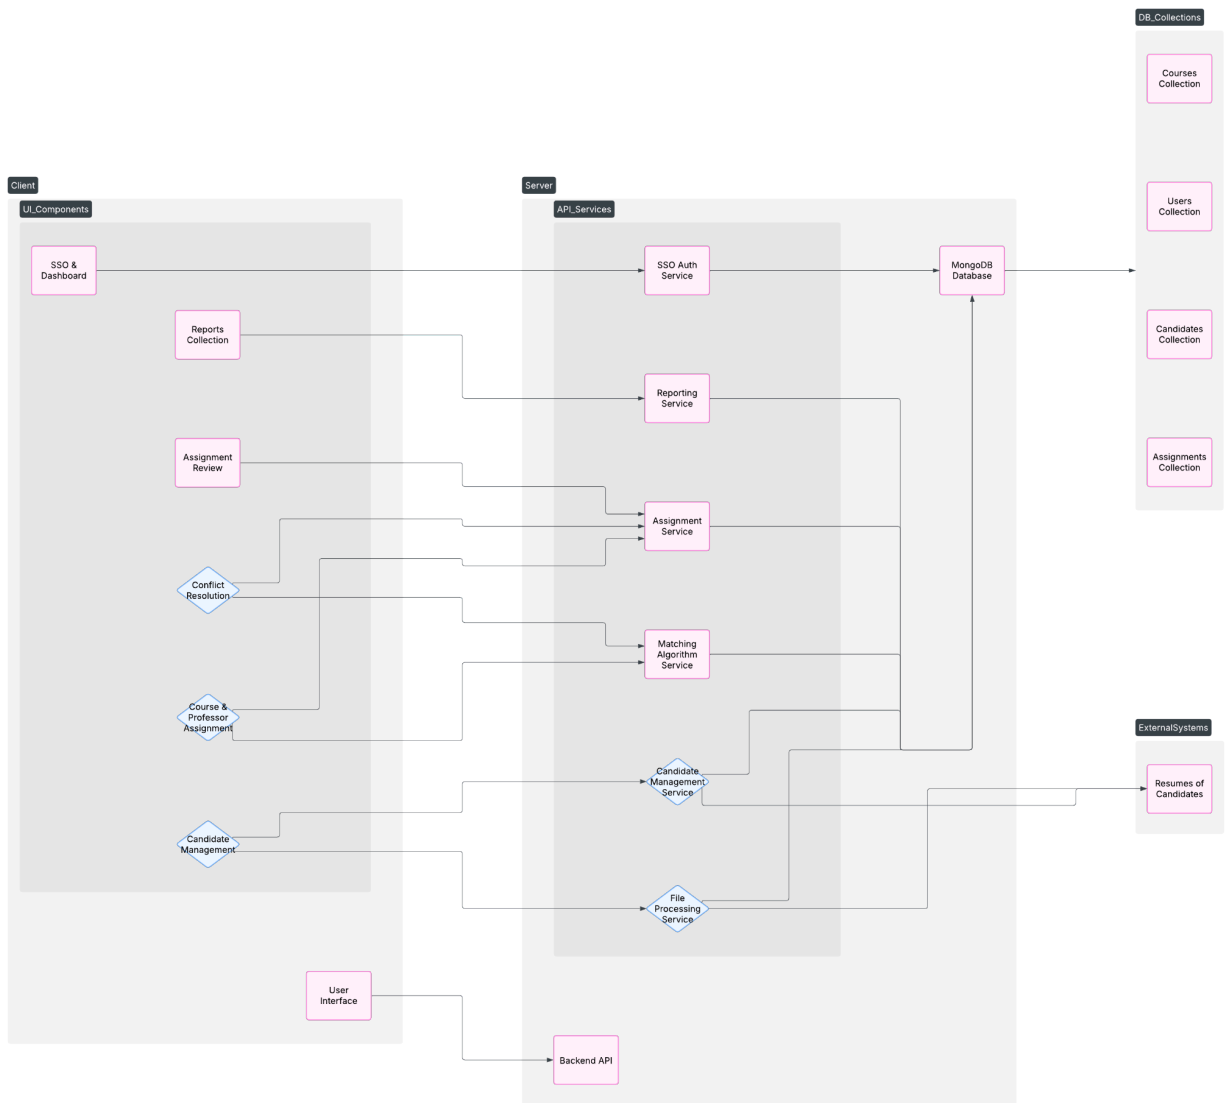 DB_Collections
Courses
Collection
Users
Collection
Candidates
Collection
Assignments
Collection
Client
UI_Components
SSO &
Dashboard
Reports
Collection
Assignment
Review
Conflict
Resolution
Course &
Professor
Assignment
Candidate
Management
User
Interface
Server
API_Services
SSO Auth
Service
Reporting
Service
Assignment
Service
Matching
Algorithm
Service
Candidate
Management
Service
File
Processing
Service
Backend API
MongoDB
Database
ExternalSystems
Resumes of
Candidates